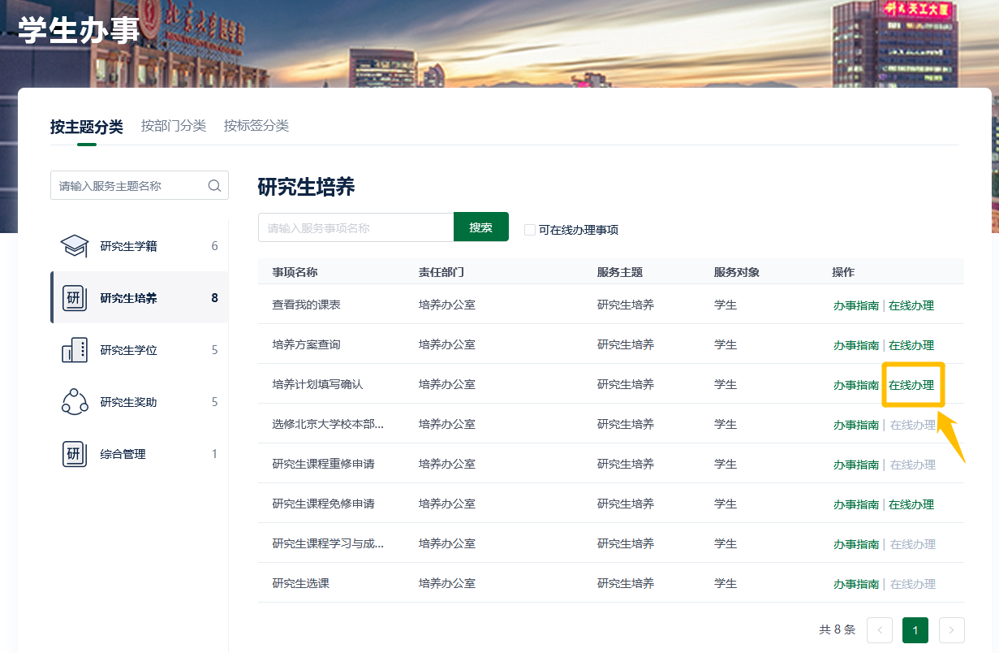 北京大学医学部
科大天工大厦
学生办事
按主题分类 按部门分类 按标签分类
请输入服务主题名称
研究生学籍 6
研 研究生培养 8
研究生学位 5
研究生奖助 5
研 综合管理 1
研究生培养
请输入服务事项名称 搜索 可在线办理事项
事项名称 责任部门 服务主题 服务对象 操作
查看我的课表 培养办公室 研究生培养 学生 办事指南 | 在线办理
培养方案查询 培养办公室 研究生培养 学生 办事指南 | 在线办理
培养计划填写确认 培养办公室 研究生培养 学生 办事指南 在线办理
选修北京大学校本部... 培养办公室 研究生培养 学生 办事指南 | 在线办理
研究生课程重修申请 培养办公室 研究生培养 学生 办事指南 | 在线办理
研究生课程免修申请 培养办公室 研究生培养 学生 办事指南 | 在线办理
研究生课程学习与成... 培养办公室 研究生培养 学生 办事指南 | 在线办理
研究生选课 培养办公室 研究生培养 学生 办事指南 | 在线办理
共 8 条 < 1 >